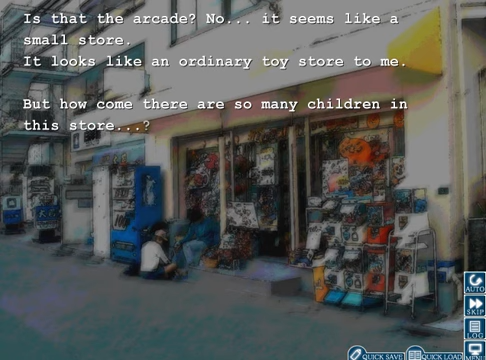 Is that the arcade? No... it seems like a
small store.
It looks like an ordinary toy store to me.
But how come there are so many children in
this store...?
AUTO
SKIP
LOG
MENU
QUICK SAVE
QUICK LOAD